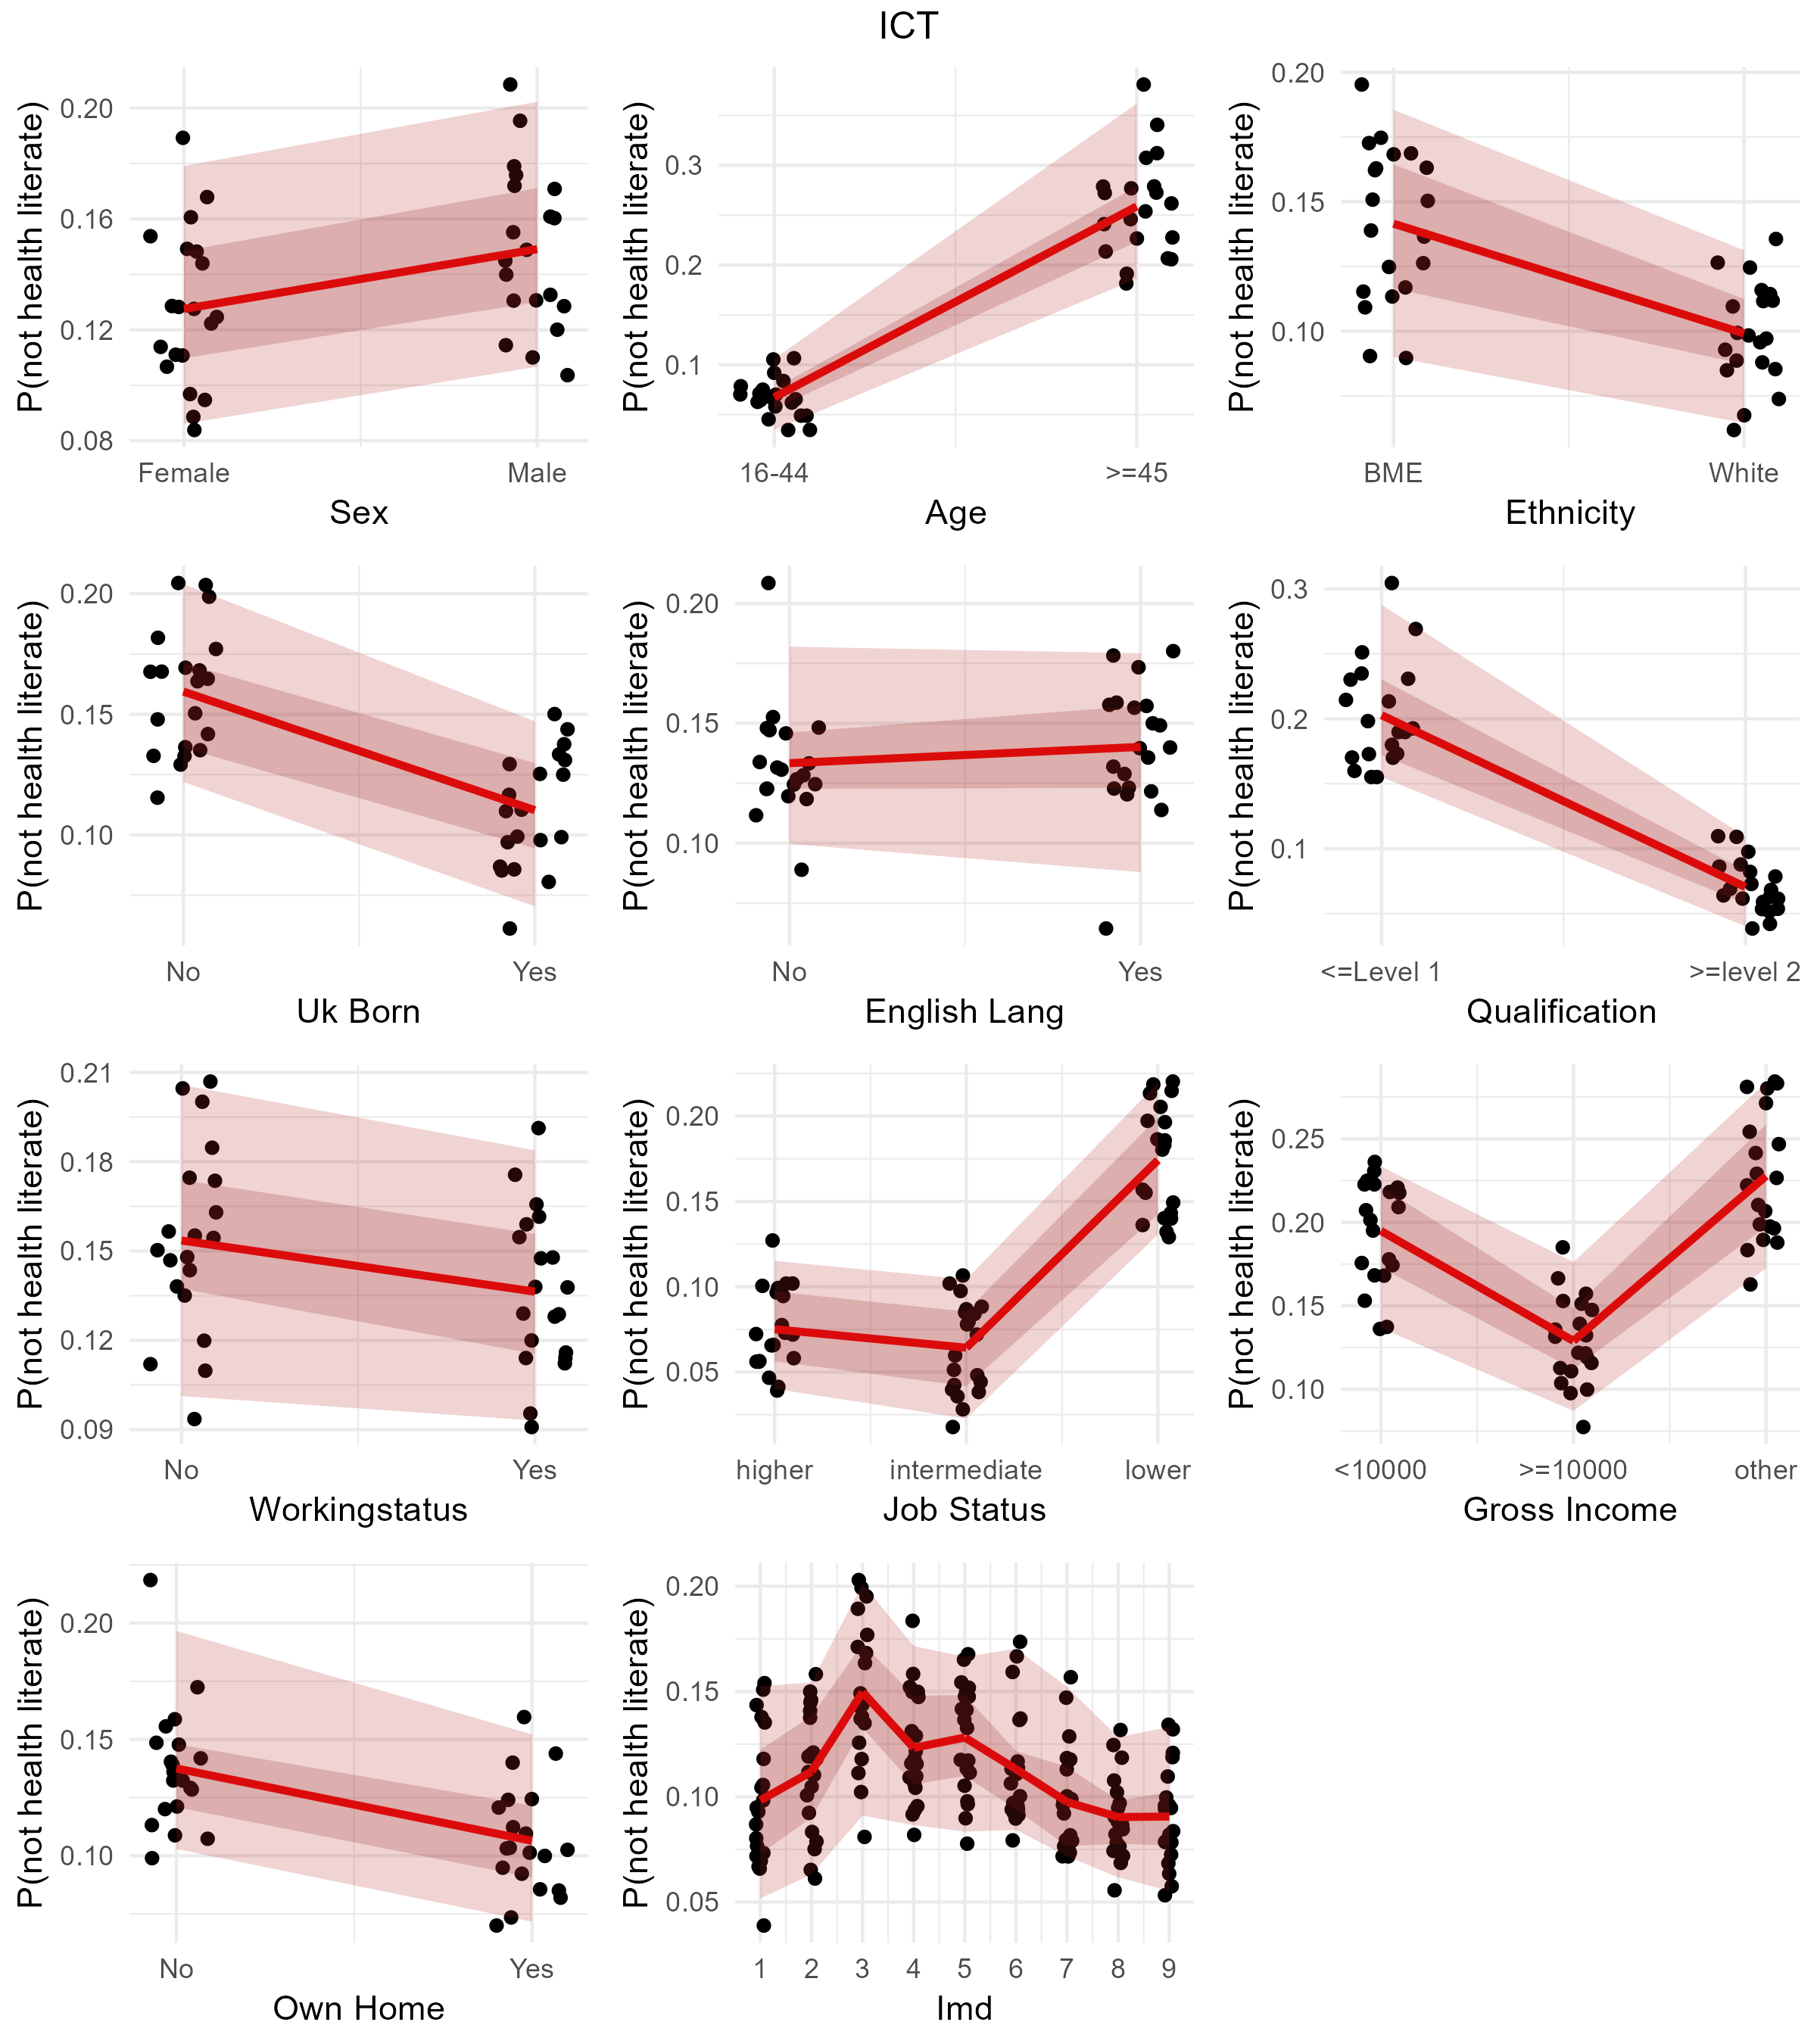 ICT
P(not health literate)
0.20
0.16
0.12
0.08
Female Male
Sex
P(not health literate)
0.3
0.2
0.1
16-44 >=45
Age
P(not health literate)
0.20
0.15
0.10
BME White
Ethnicity
P(not health literate)
0.20
0.15
0.10
No Yes
Uk Born
P(not health literate)
0.20
0.15
0.10
No Yes
English Lang
P(not health literate)
0.3
0.2
0.1
<=Level 1 >=level 2
Qualification
P(not health literate)
0.21
0.18
0.15
0.12
0.09
No Yes
Workingstatus
P(not health literate)
0.20
0.15
0.10
0.05
higher intermediate lower
Job Status
P(not health literate)
0.25
0.20
0.15
0.10
<10000 >=10000 other
Gross Income
P(not health literate)
0.20
0.15
0.10
No Yes
Own Home
P(not health literate)
0.20
0.15
0.10
0.05
1 2 3 4 5 6 7 8 9
Imd